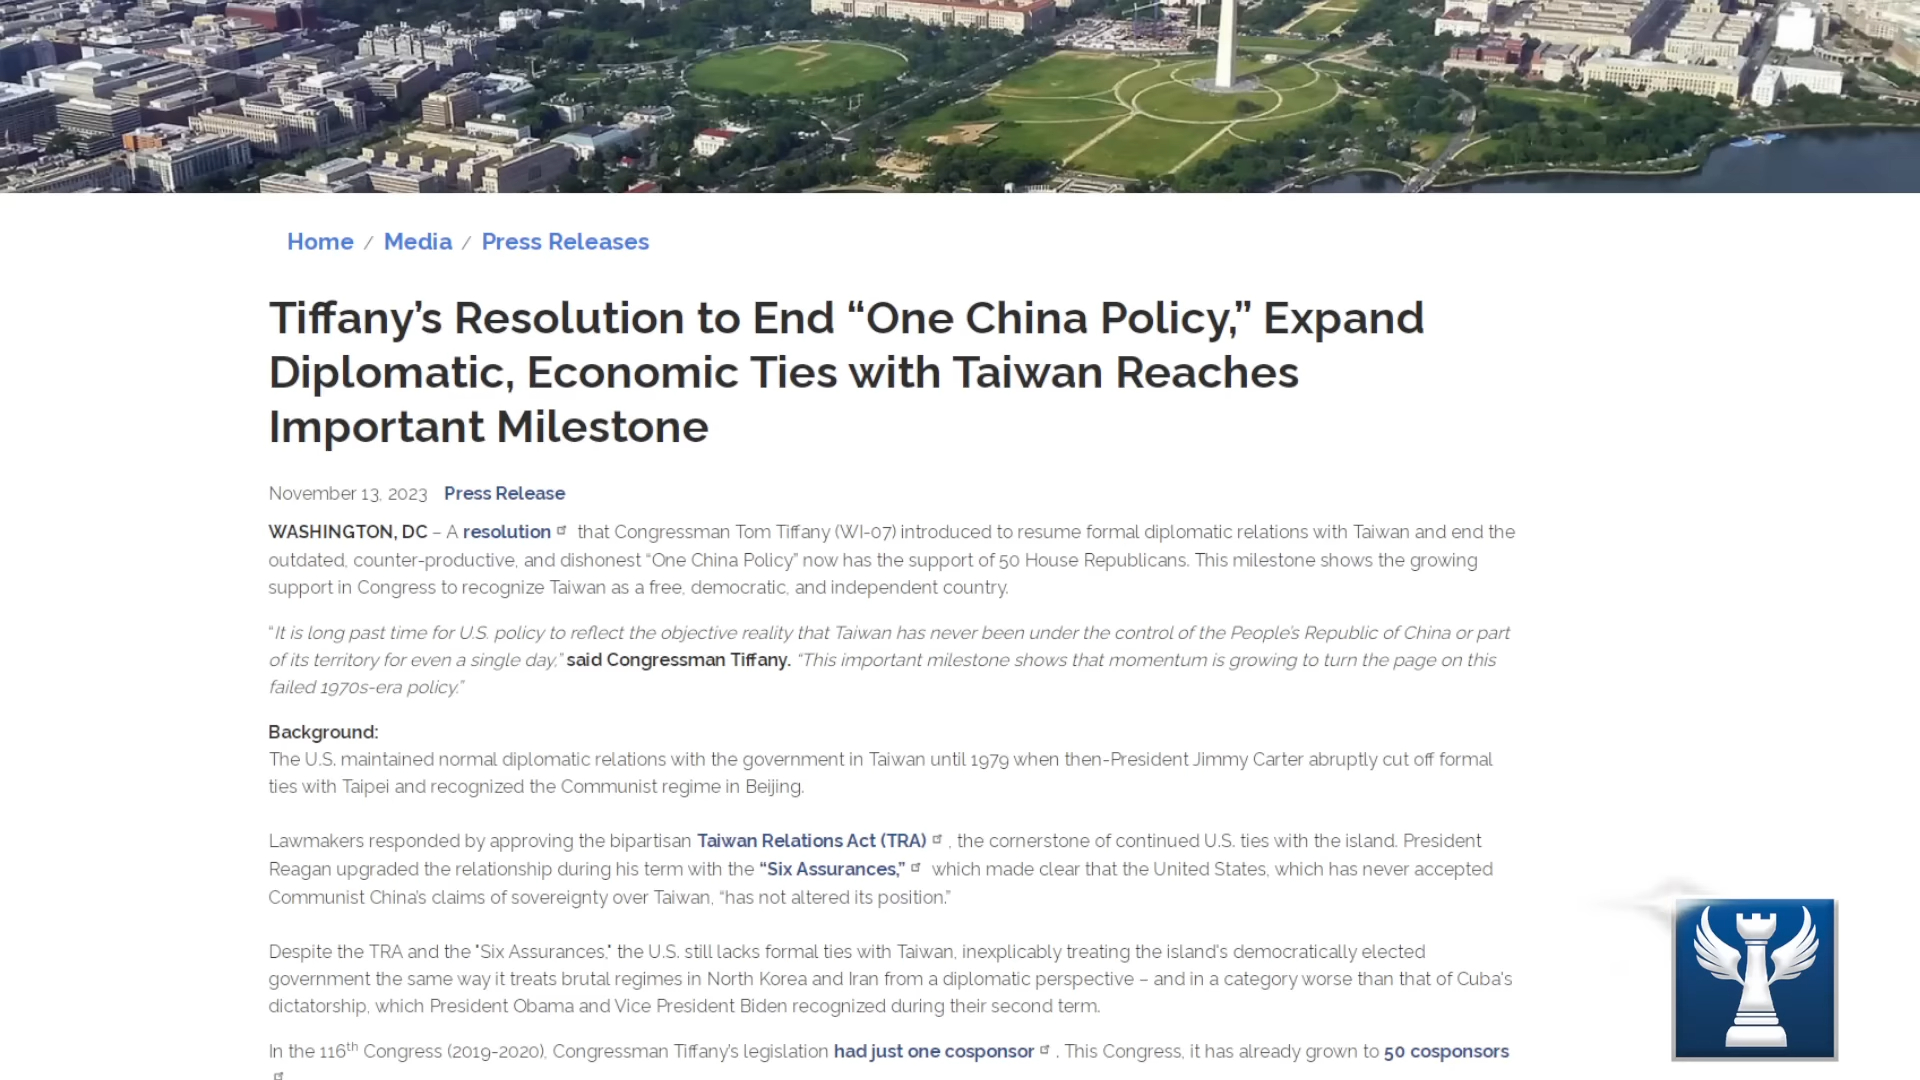 Home / Media / Press Releases
Tiffany’s Resolution to End “One China Policy,” Expand
Diplomatic, Economic Ties with Taiwan Reaches
Important Milestone
November 13, 2023 Press Release
WASHINGTON, DC – A resolution that Congressman Tom Tiffany (WI-07) introduced to resume formal diplomatic relations with Taiwan and end the
outdated, counter-productive, and dishonest “One China Policy” now has the support of 50 House Republicans. This milestone shows the growing
support in Congress to recognize Taiwan as a free, democratic, and independent country.
“It is long past time for U.S. policy to reflect the objective reality that Taiwan has never been under the control of the People’s Republic of China or part
of its territory for even a single day,” said Congressman Tiffany. “This important milestone shows that momentum is growing to turn the page on this
failed 1970s-era policy.”
Background:
The U.S. maintained normal diplomatic relations with the government in Taiwan until 1979 when then-President Jimmy Carter abruptly cut off formal
ties with Taipei and recognized the Communist regime in Beijing.
Lawmakers responded by approving the bipartisan Taiwan Relations Act (TRA) , the cornerstone of continued U.S. ties with the island. President
Reagan upgraded the relationship during his term with the “Six Assurances,” which made clear that the United States, which has never accepted
Communist China’s claims of sovereignty over Taiwan, “has not altered its position.”
Despite the TRA and the "Six Assurances," the U.S. still lacks formal ties with Taiwan, inexplicably treating the island's democratically elected
government the same way it treats brutal regimes in North Korea and Iran from a diplomatic perspective – and in a category worse than that of Cuba's
dictatorship, which President Obama and Vice President Biden recognized during their second term.
In the 116th Congress (2019-2020), Congressman Tiffany’s legislation had just one cosponsor . This Congress, it has already grown to 50 cosponsors